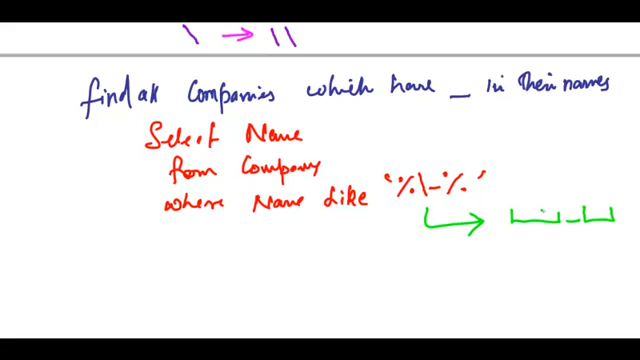 \ → \\
find all Companies which have _ in their names
Select Name
from Company
where Name Like '%\_%'